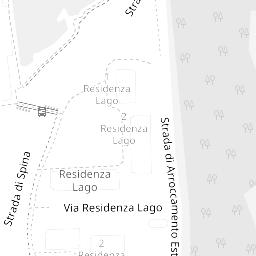 Stra
Residenza
Lago
2
Residenza
Lago
Strada di Spina
Strada di Arroccamento Est
Residenza
Lago
Via Residenza Lago
2
Residenza